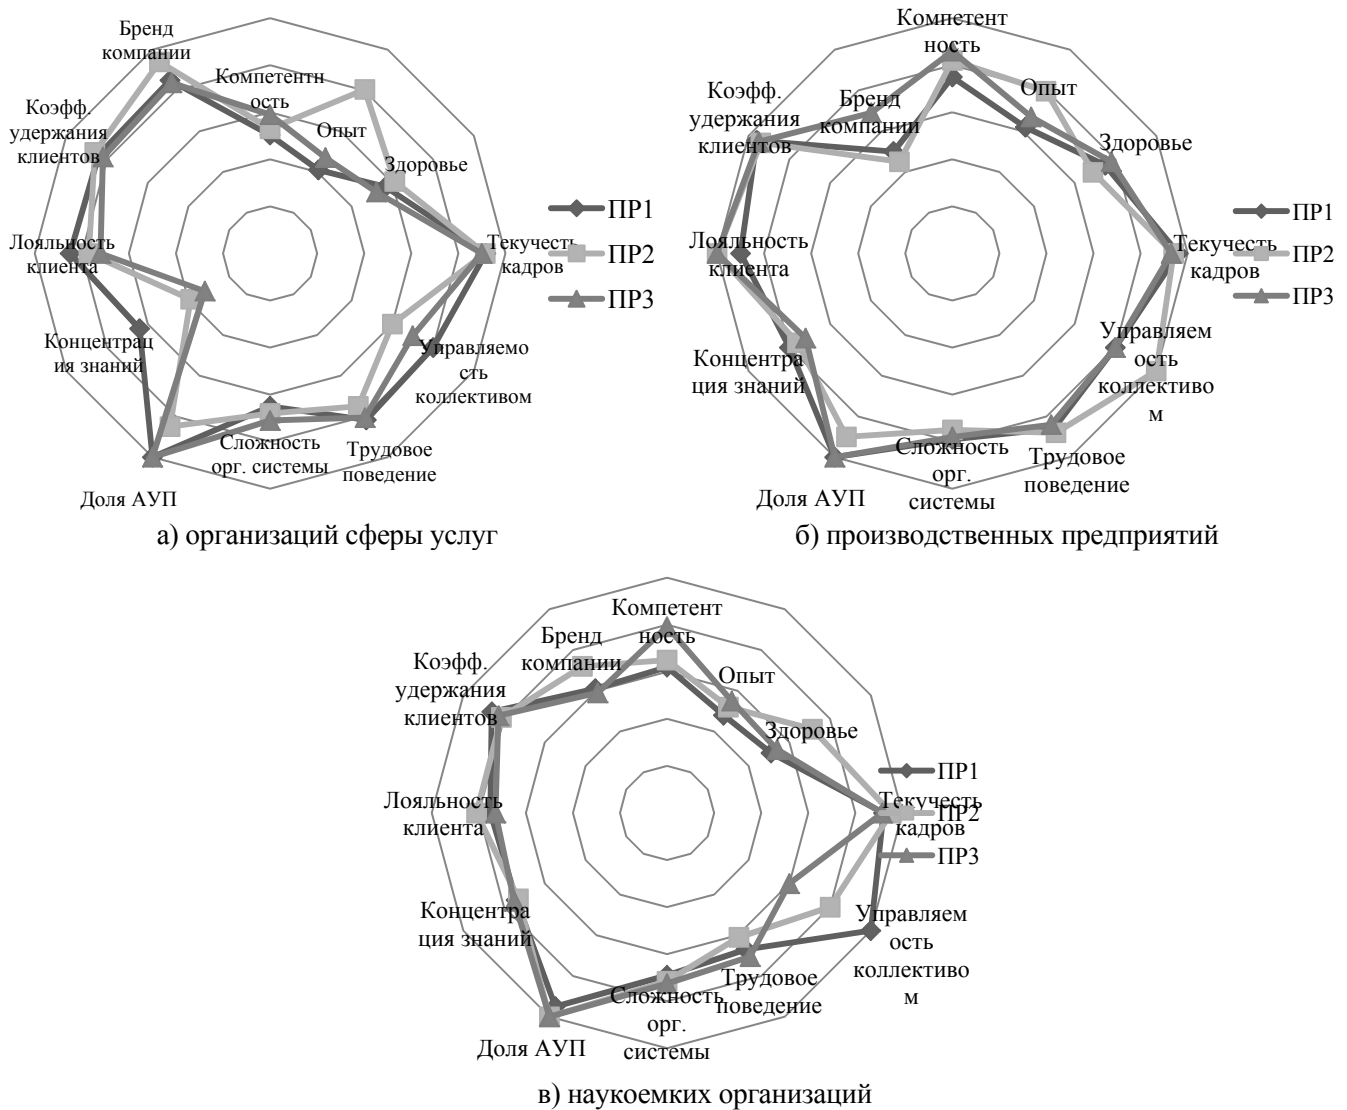 Бренд
компании
Коэфф.
удержания
клиентов
Компетентн
ость
Опыт
Здоровье
Лояльность
клиента
Текучесть
кадров
Концентрац
ия знаний
Управляемо
сть
коллективом
Сложность
орг. системы
Трудовое
поведение
Доля АУП
ПР1
ПР2
ПР3
а) организаций сферы услуг
Компетент
ность
Коэфф.
удержания
клиентов
Бренд
компании
Опыт
Здоровье
Лояльность
клиента
Текучесть
кадров
Концентра
ция знаний
Управляем
ость
коллективо
м
Сложность
орг.
системы
Трудовое
поведение
Доля АУП
ПР1
ПР2
ПР3
б) производственных предприятий
Компетент
ность
Бренд
компании
Коэфф.
удержания
клиентов
Опыт
Здоровье
Лояльность
клиента
Текучесть
кадров
Концентра
ция знаний
Управляем
ость
коллективо
м
Сложность
орг.
системы
Трудовое
поведение
Доля АУП
ПР1
ПР2
ПР3
в) наукоемких организаций